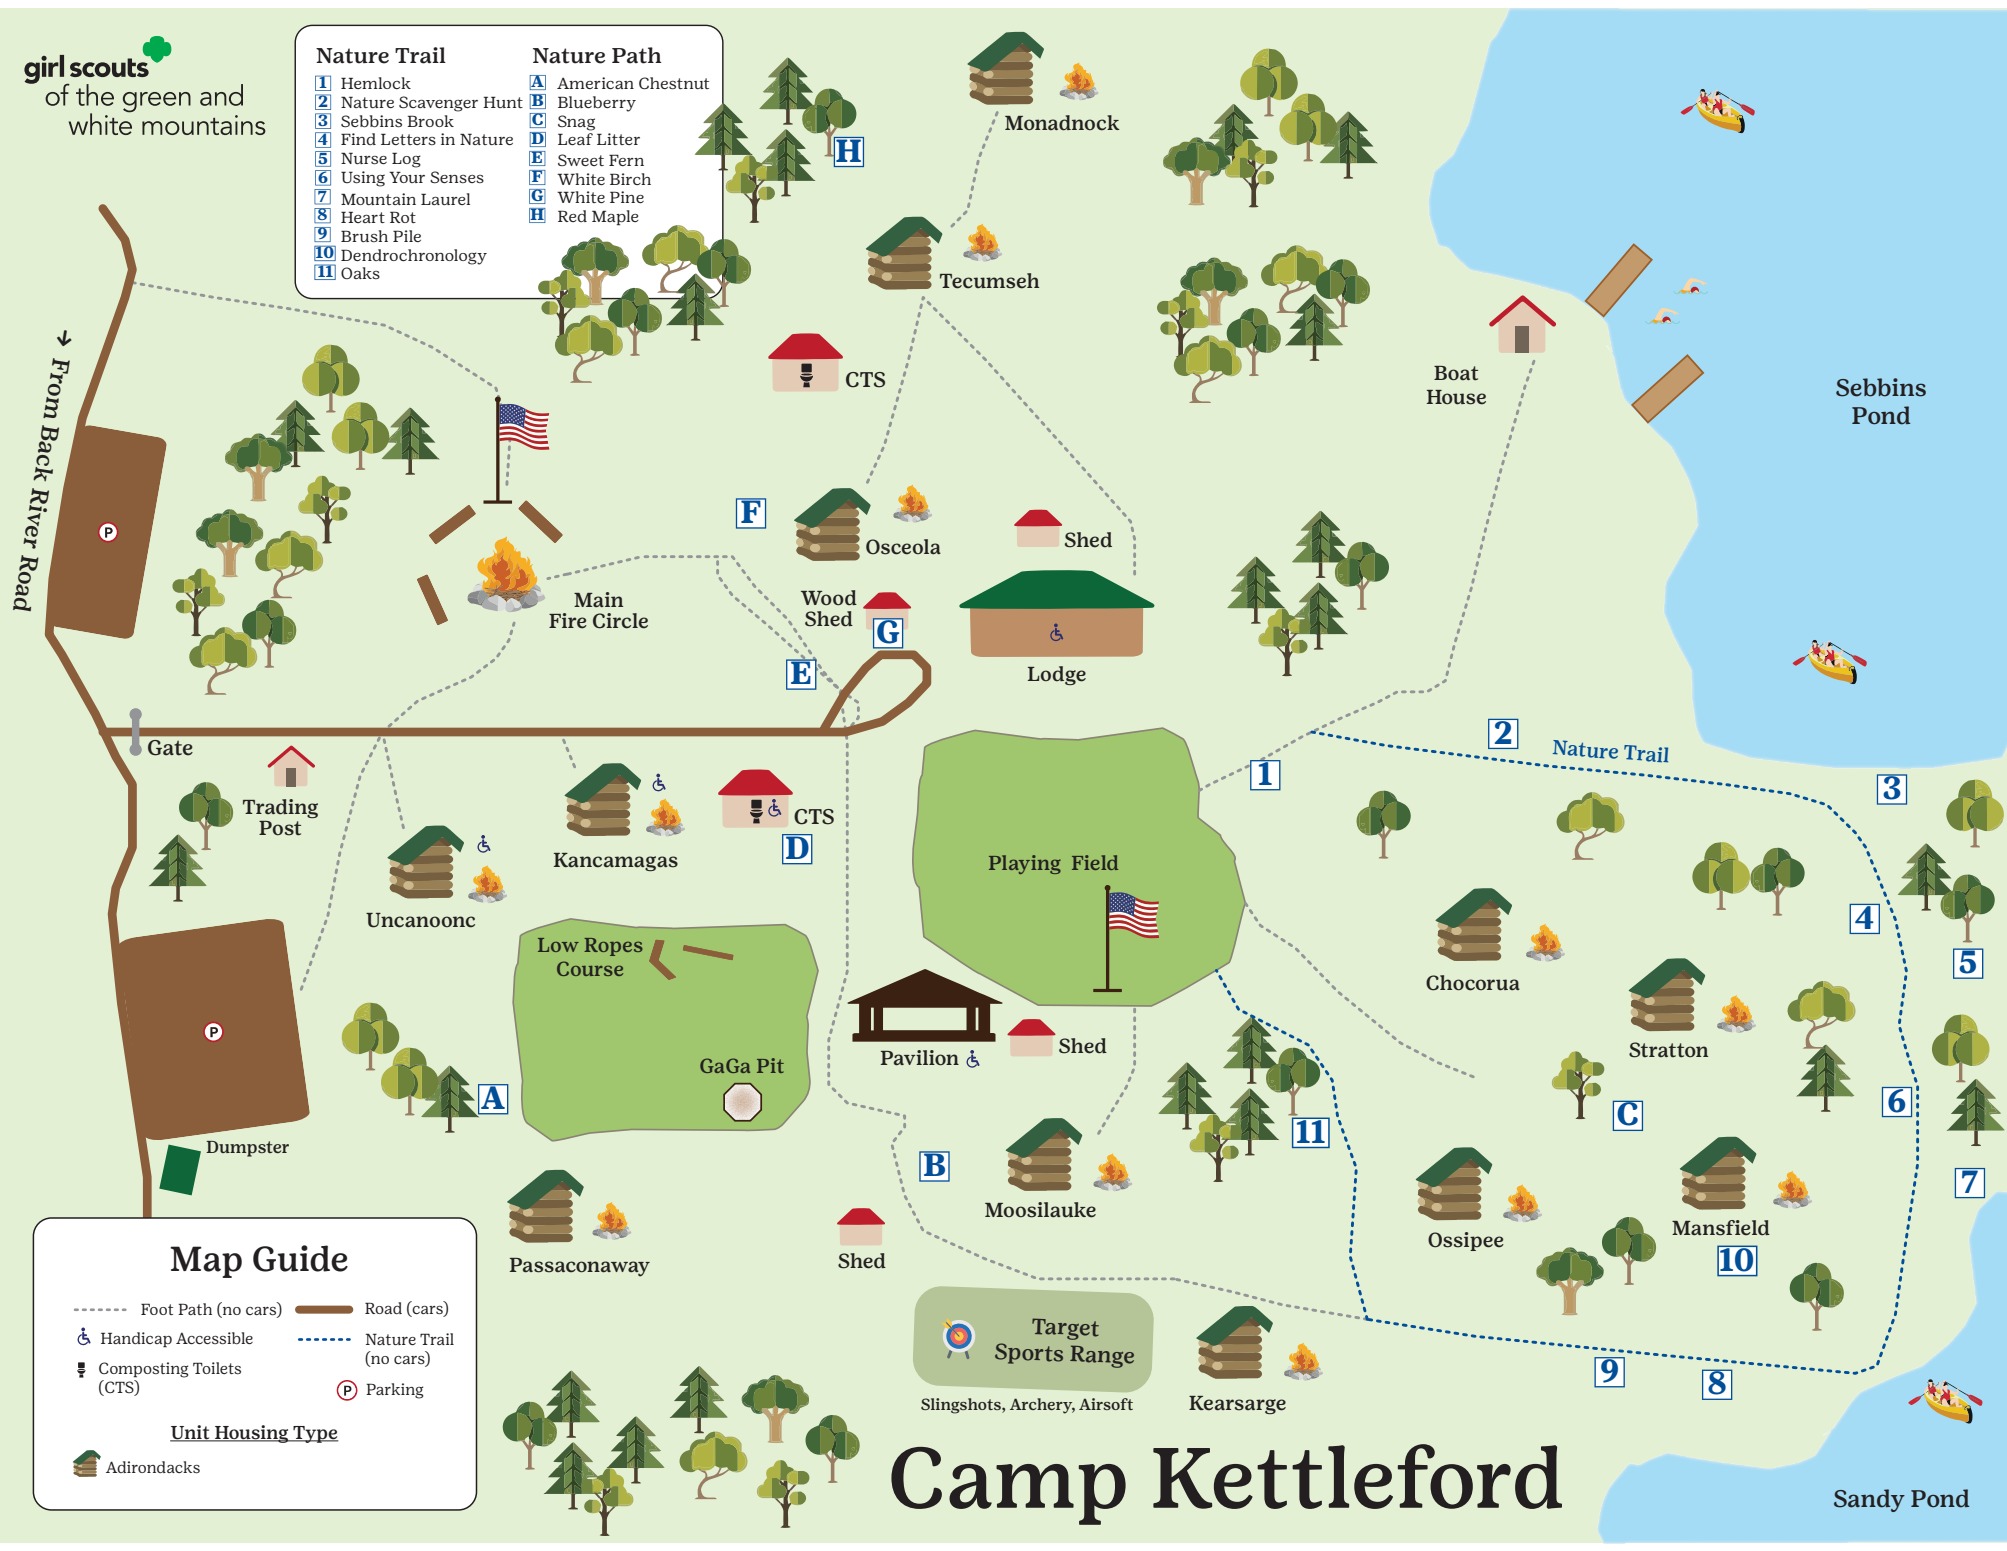 girl scouts
of the green and
white mountains
Nature Trail
1 Hemlock
2 Nature Scavenger Hunt
3 Sebbins Brook
4 Find Letters in Nature
5 Nurse Log
6 Using Your Senses
7 Mountain Laurel
8 Heart Rot
9 Brush Pile
10 Dendrochronology
11 Oaks
Nature Path
A American Chestnut
B Blueberry
C Snag
D Leaf Litter
E Sweet Fern
F White Birch
G White Pine
H Red Maple
H
Monadnock
Tecumseh
CTS
Boat
House
Sebbins
Pond
From Back River Road
P
F
Osceola
Shed
Main
Fire Circle
Wood
Shed
G
E
Lodge
Gate
Trading
Post
Uncanoonc
Kancamagas
CTS
D
1
2
Nature Trail
3
Playing Field
4
5
Chocorua
Stratton
Low Ropes
Course
GaGa Pit
P
A
Pavilion
Shed
6
C
11
B
Dumpster
Moosilauke
7
Mansfield
Ossipee
10
Passaconaway
Shed
Target
Sports Range
Slingshots, Archery, Airsoft
Kearsarge
9
8
Map Guide
Foot Path (no cars)
Road (cars)
Handicap Accessible
Nature Trail
(no cars)
Composting Toilets
(CTS)
P Parking
Unit Housing Type
Adirondacks
Camp Kettleford
Sandy Pond